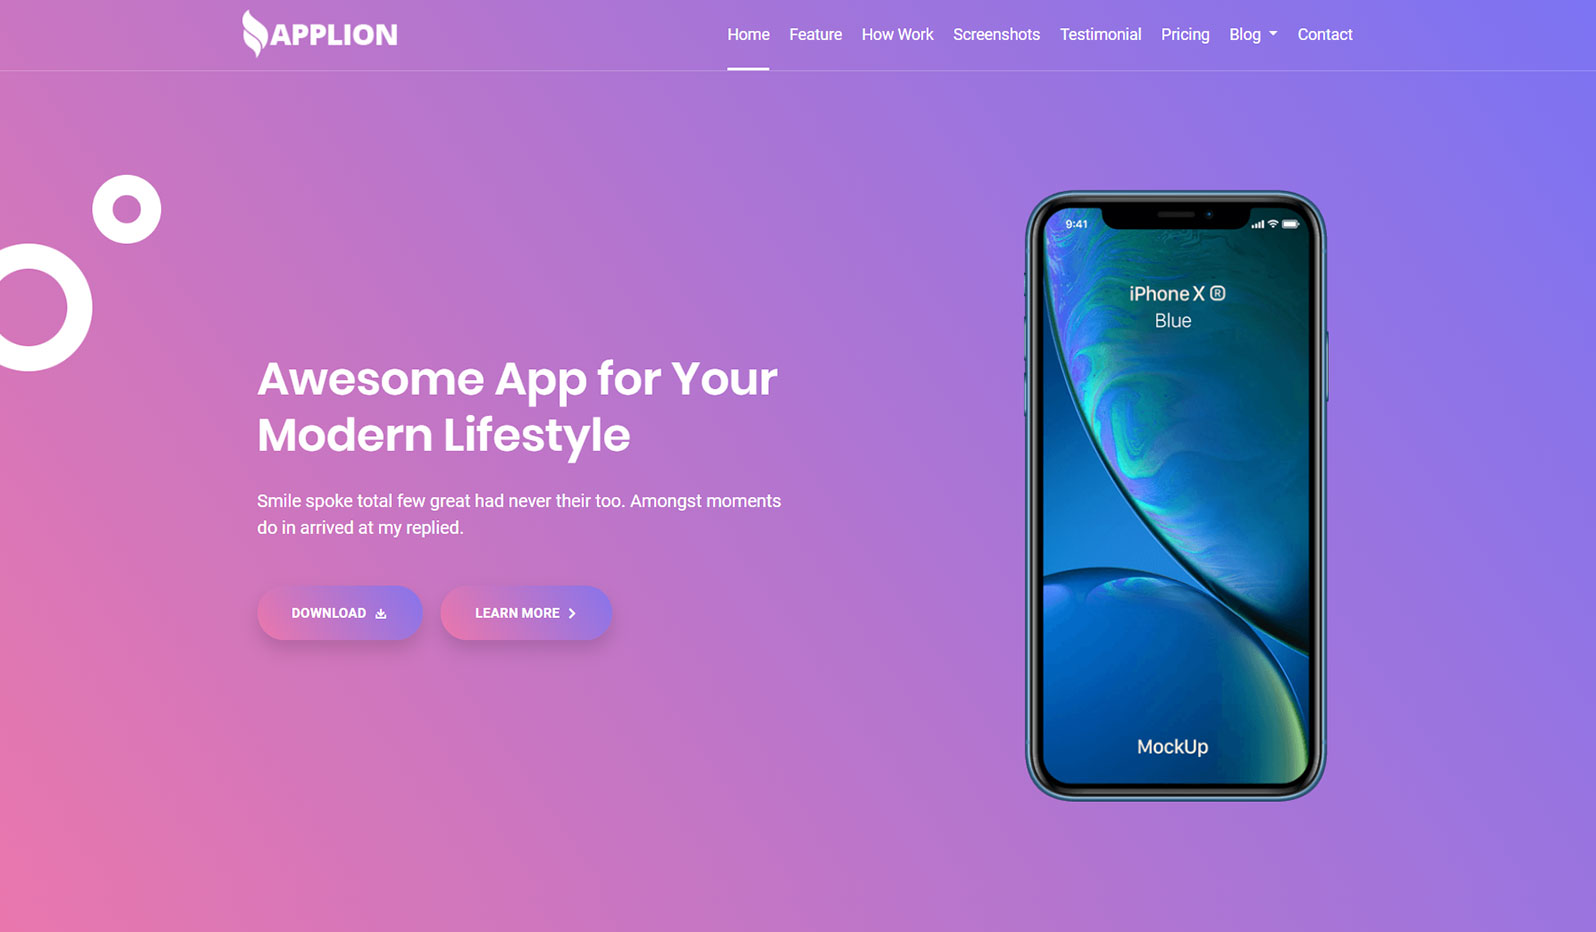 APPLION
Home Feature How Work Screenshots Testimonial Pricing Blog Contact
9:41
iPhone X R
Blue
Awesome App for Your
Modern Lifestyle
Smile spoke total few great had never their too. Amongst moments
do in arrived at my replied.
DOWNLOAD
LEARN MORE
MockUp